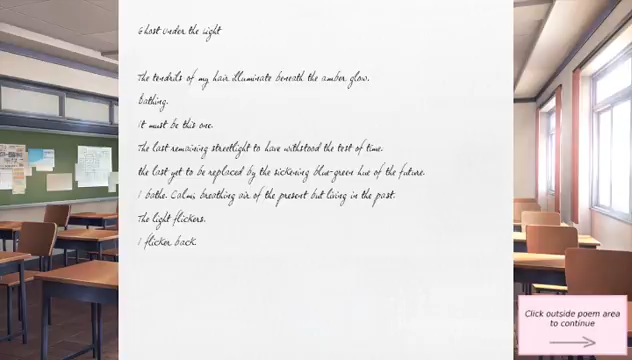 Ghost under the light
The tendrils of my hair illuminate beneath the amber glow.
Bathing.
It must be this one.
The last remaining streetlight to have withstood the test of time.
the last yet to be replaced by the sickening blue-green hue of the future.
I bathe. Calm; breathing air of the present but living in the past.
The light flickers.
I flicker back.
Click outside poem area
to continue